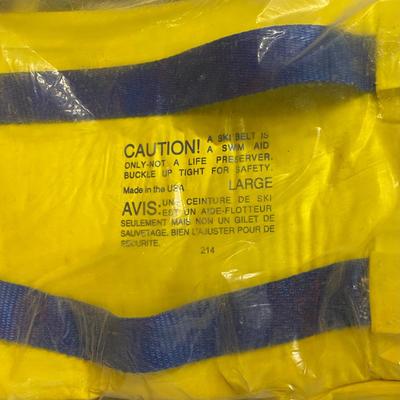 CAUTION! A SKI BELT IS
A SWIM AID
ONLY-NOT A LIFE PRESERVER.
BUCKLE UP TIGHT FOR SAFETY.
Made in the USA LARGE
AVIS: UNE CEINTURE DE SKI
EST UN AIDE-FLOTTEUR
SEULEMENT MAIS NON UN GILET DE
SAUVETAGE. BIEN L'AJUSTER POUR DE
SECURITE.
214